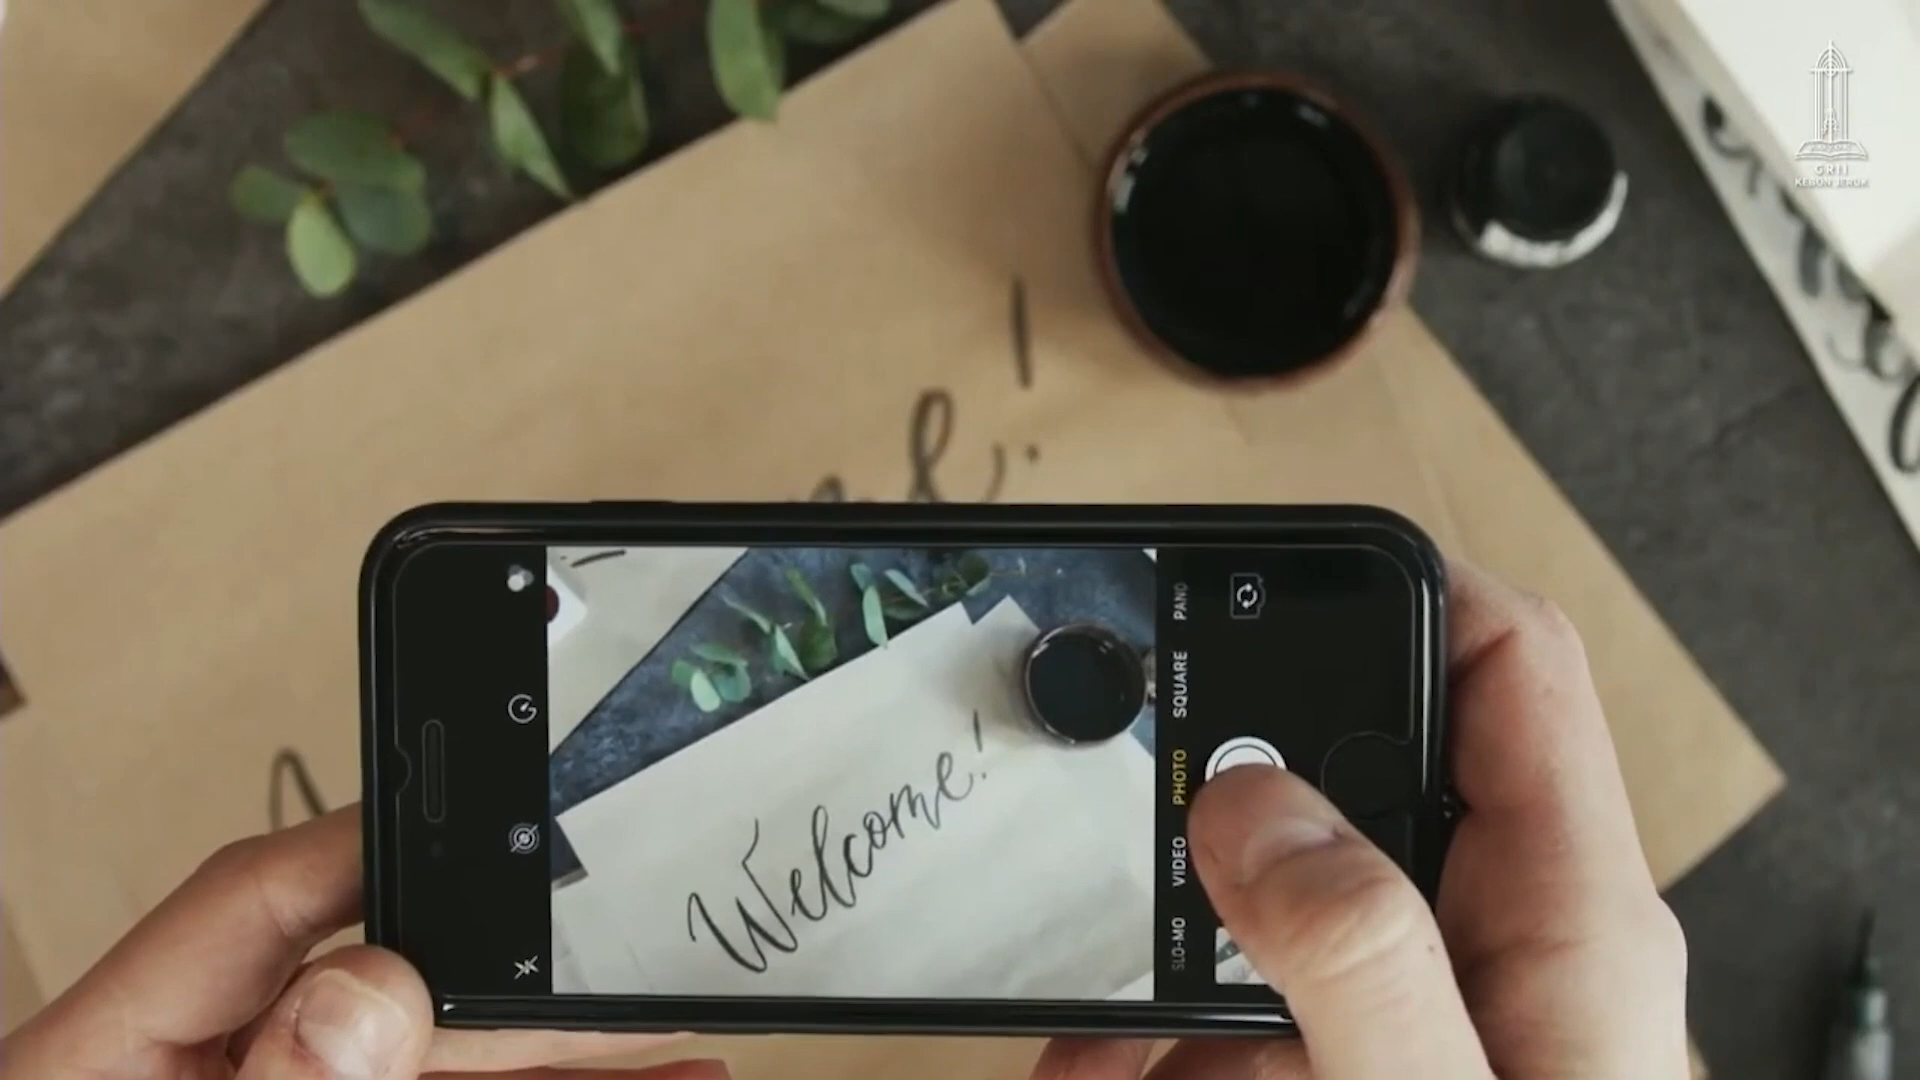 GRII
KEBON JERUK
Welcome!
PANO
SQUARE
PHOTO
VIDEO
SLO-MO